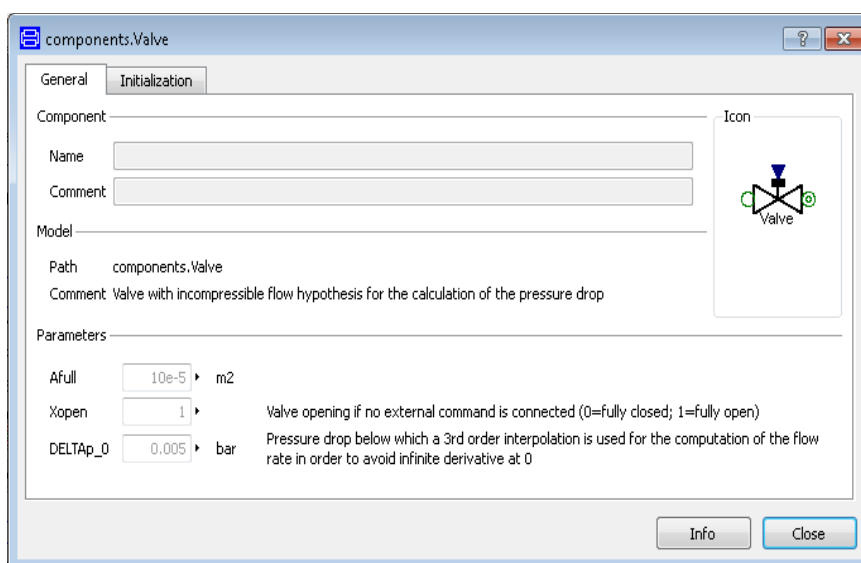 components.Valve
General Initialization
Component
Icon
Name
Comment
Valve
Model
Path components.Valve
Comment Valve with incompressible flow hypothesis for the calculation of the pressure drop
Parameters
Afull 10e-5 m2
Xopen 1 Valve opening if no external command is connected (0=fully closed; 1=fully open)
DELTAp_0 0.005 bar Pressure drop below which a 3rd order interpolation is used for the computation of the flow
rate in order to avoid infinite derivative at 0
Info Close